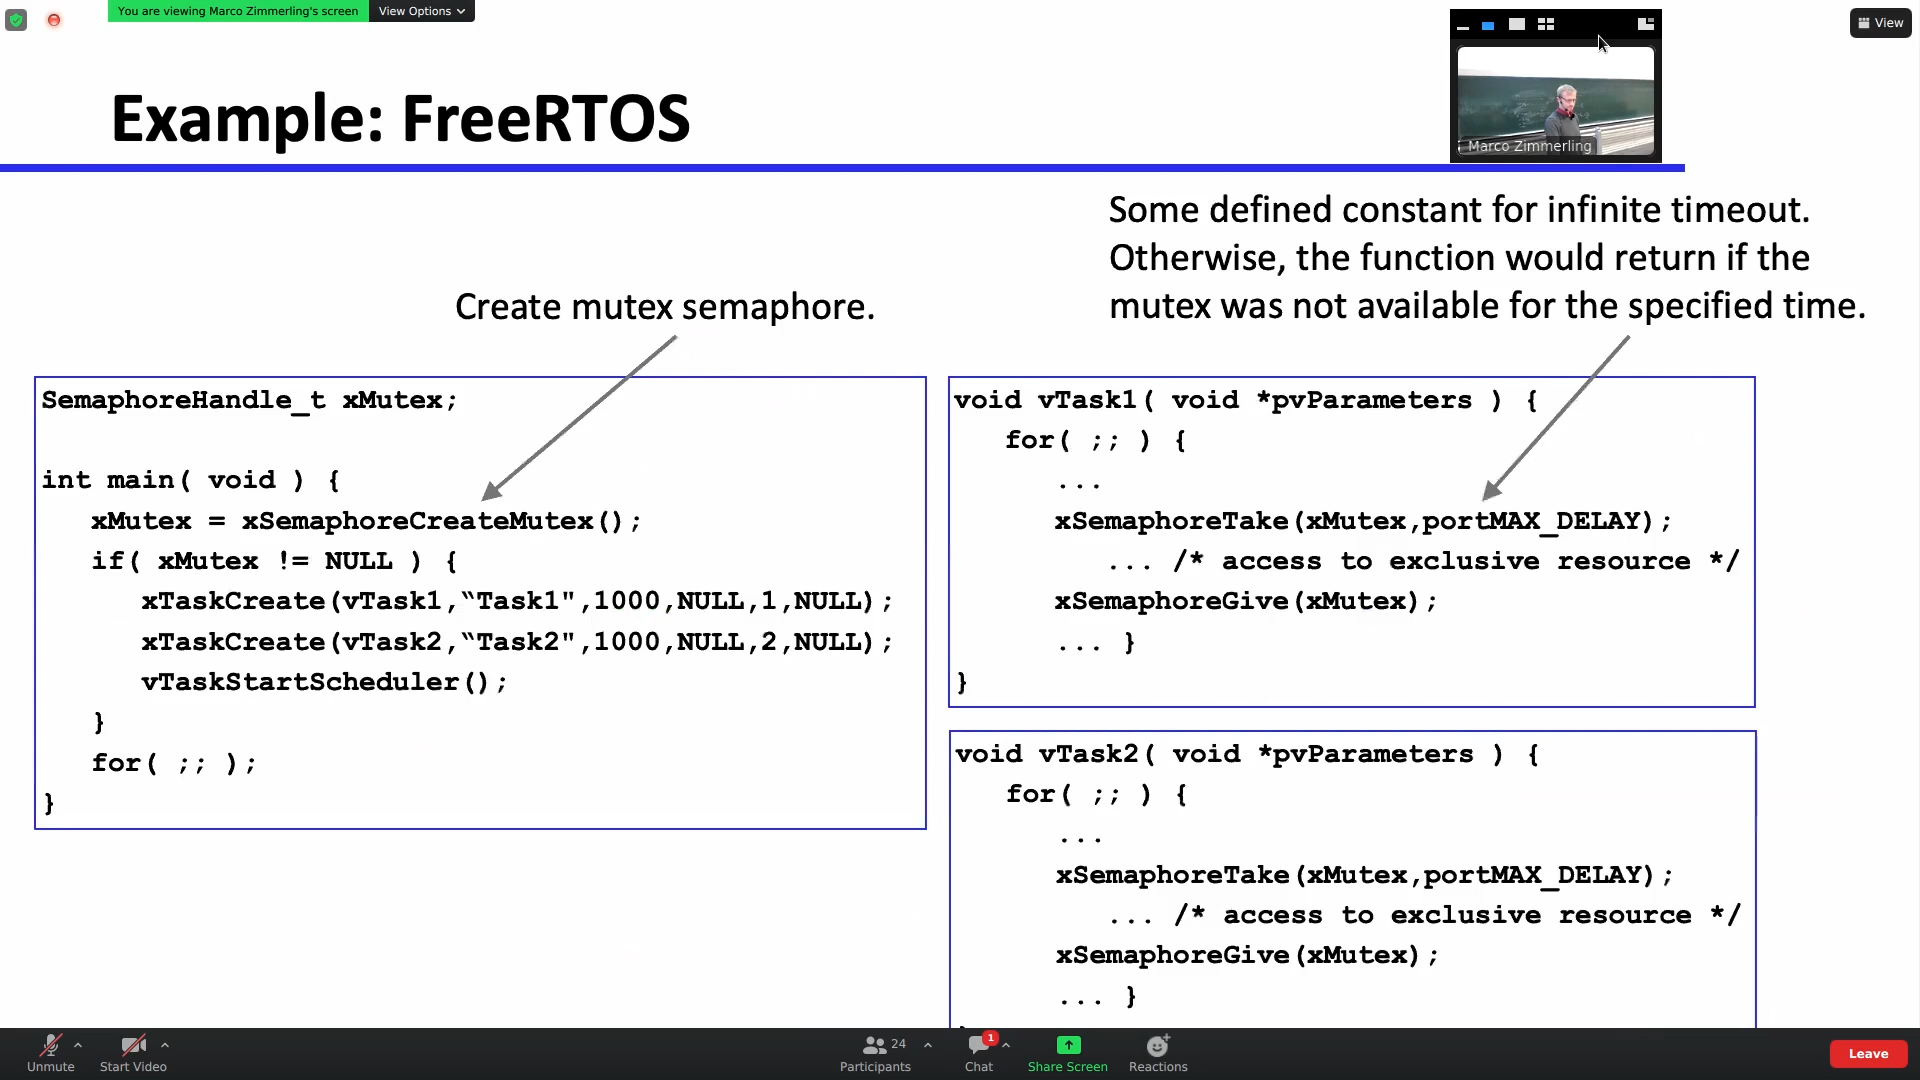 You are viewing Marco Zimmerling's screen
View Options
View
Example: FreeRTOS
Marco Zimmerling
Some defined constant for infinite timeout.
Otherwise, the function would return if the
mutex was not available for the specified time.
Create mutex semaphore.
SemaphoreHandle_t xMutex;
int main( void ) {
xMutex = xSemaphoreCreateMutex();
if( xMutex != NULL ) {
xTaskCreate(vTask1,“Task1",1000,NULL,1,NULL);
xTaskCreate(vTask2,“Task2",1000,NULL,2,NULL);
vTaskStartScheduler();
}
for( ;; );
}
void vTask1( void *pvParameters ) {
for( ;; ) {
...
xSemaphoreTake(xMutex,portMAX_DELAY);
... /* access to exclusive resource */
xSemaphoreGive(xMutex);
... }
}
void vTask2( void *pvParameters ) {
for( ;; ) {
...
xSemaphoreTake(xMutex,portMAX_DELAY);
... /* access to exclusive resource */
xSemaphoreGive(xMutex);
... }
Unmute
Start Video
24
Participants
1
Chat
Share Screen
Reactions
Leave